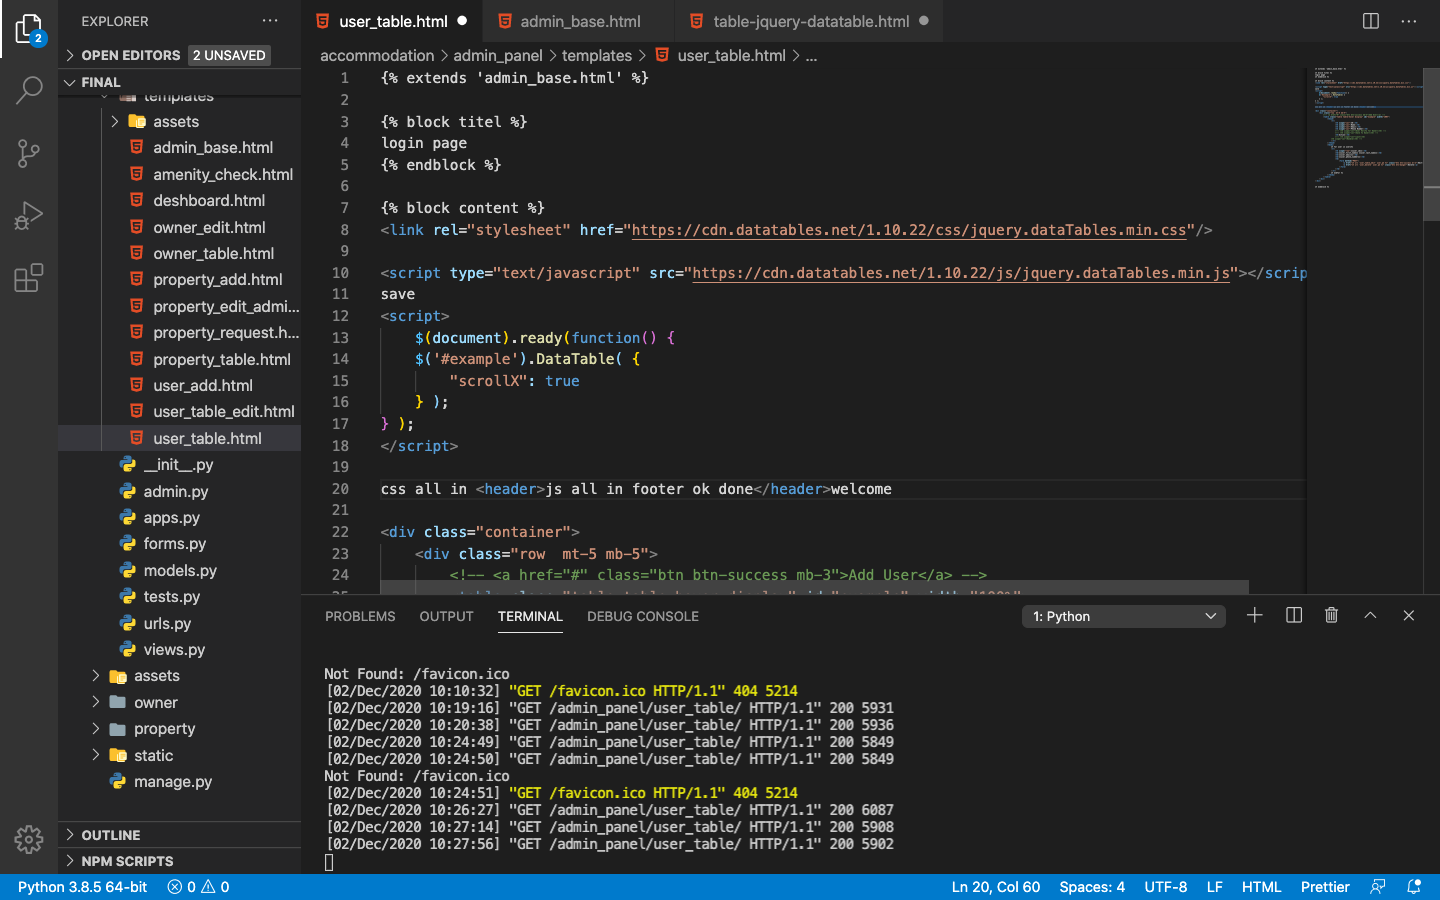 2
EXPLORER
OPEN EDITORS 2 UNSAVED
FINAL
templates
assets
admin_base.html
amenity_check.html
deshboard.html
owner_edit.html
owner_table.html
property_add.html
property_edit_admi...
property_request.h...
property_table.html
user_add.html
user_table_edit.html
user_table.html
__init__.py
admin.py
apps.py
forms.py
models.py
tests.py
urls.py
views.py
assets
owner
property
static
manage.py
OUTLINE
NPM SCRIPTS
user_table.html admin_base.html table-jquery-datatable.html
accommodation > admin_panel > templates > user_table.html > ...
1 {% extends 'admin_base.html' %}
2
3 {% block titel %}
4 login page
5 {% endblock %}
6
7 {% block content %}
8 <link rel="stylesheet" href="https://cdn.datatables.net/1.10.22/css/jquery.dataTables.min.css"/>
9
10 <script type="text/javascript" src="https://cdn.datatables.net/1.10.22/js/jquery.dataTables.min.js"></scrip
11 save
12 <script>
13 $(document).ready(function() {
14 $('#example').DataTable( {
15 "scrollX": true
16 } );
17 } );
18 </script>
19
20 css all in <header>js all in footer ok done</header>welcome
21
22 <div class="container">
23 <div class="row  mt-5 mb-5">
24 <!-- <a href="#" class="btn btn-success mb-3">Add User</a> -->
PROBLEMS OUTPUT TERMINAL DEBUG CONSOLE 1: Python
Not Found: /favicon.ico
[02/Dec/2020 10:10:32] "GET /favicon.ico HTTP/1.1" 404 5214
[02/Dec/2020 10:19:16] "GET /admin_panel/user_table/ HTTP/1.1" 200 5931
[02/Dec/2020 10:20:38] "GET /admin_panel/user_table/ HTTP/1.1" 200 5936
[02/Dec/2020 10:24:49] "GET /admin_panel/user_table/ HTTP/1.1" 200 5849
[02/Dec/2020 10:24:50] "GET /admin_panel/user_table/ HTTP/1.1" 200 5849
Not Found: /favicon.ico
[02/Dec/2020 10:24:51] "GET /favicon.ico HTTP/1.1" 404 5214
[02/Dec/2020 10:26:27] "GET /admin_panel/user_table/ HTTP/1.1" 200 6087
[02/Dec/2020 10:27:14] "GET /admin_panel/user_table/ HTTP/1.1" 200 5908
[02/Dec/2020 10:27:56] "GET /admin_panel/user_table/ HTTP/1.1" 200 5902
Python 3.8.5 64-bit 0 0 Ln 20, Col 60 Spaces: 4 UTF-8 LF HTML Prettier